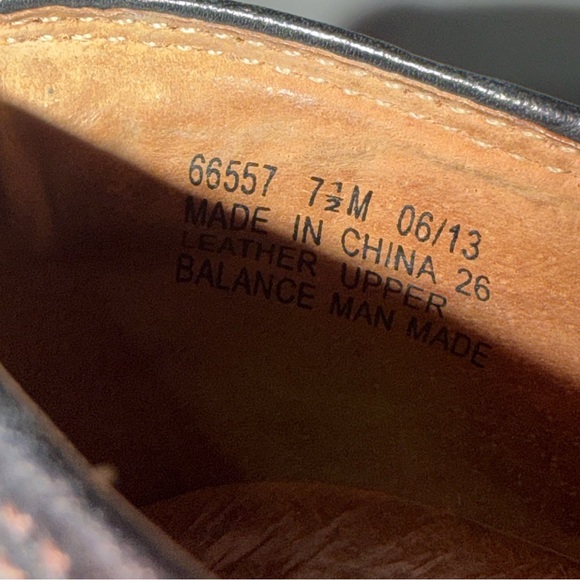 66557 7½M 06/13
MADE IN CHINA 26
LEATHER UPPER
BALANCE MAN MADE